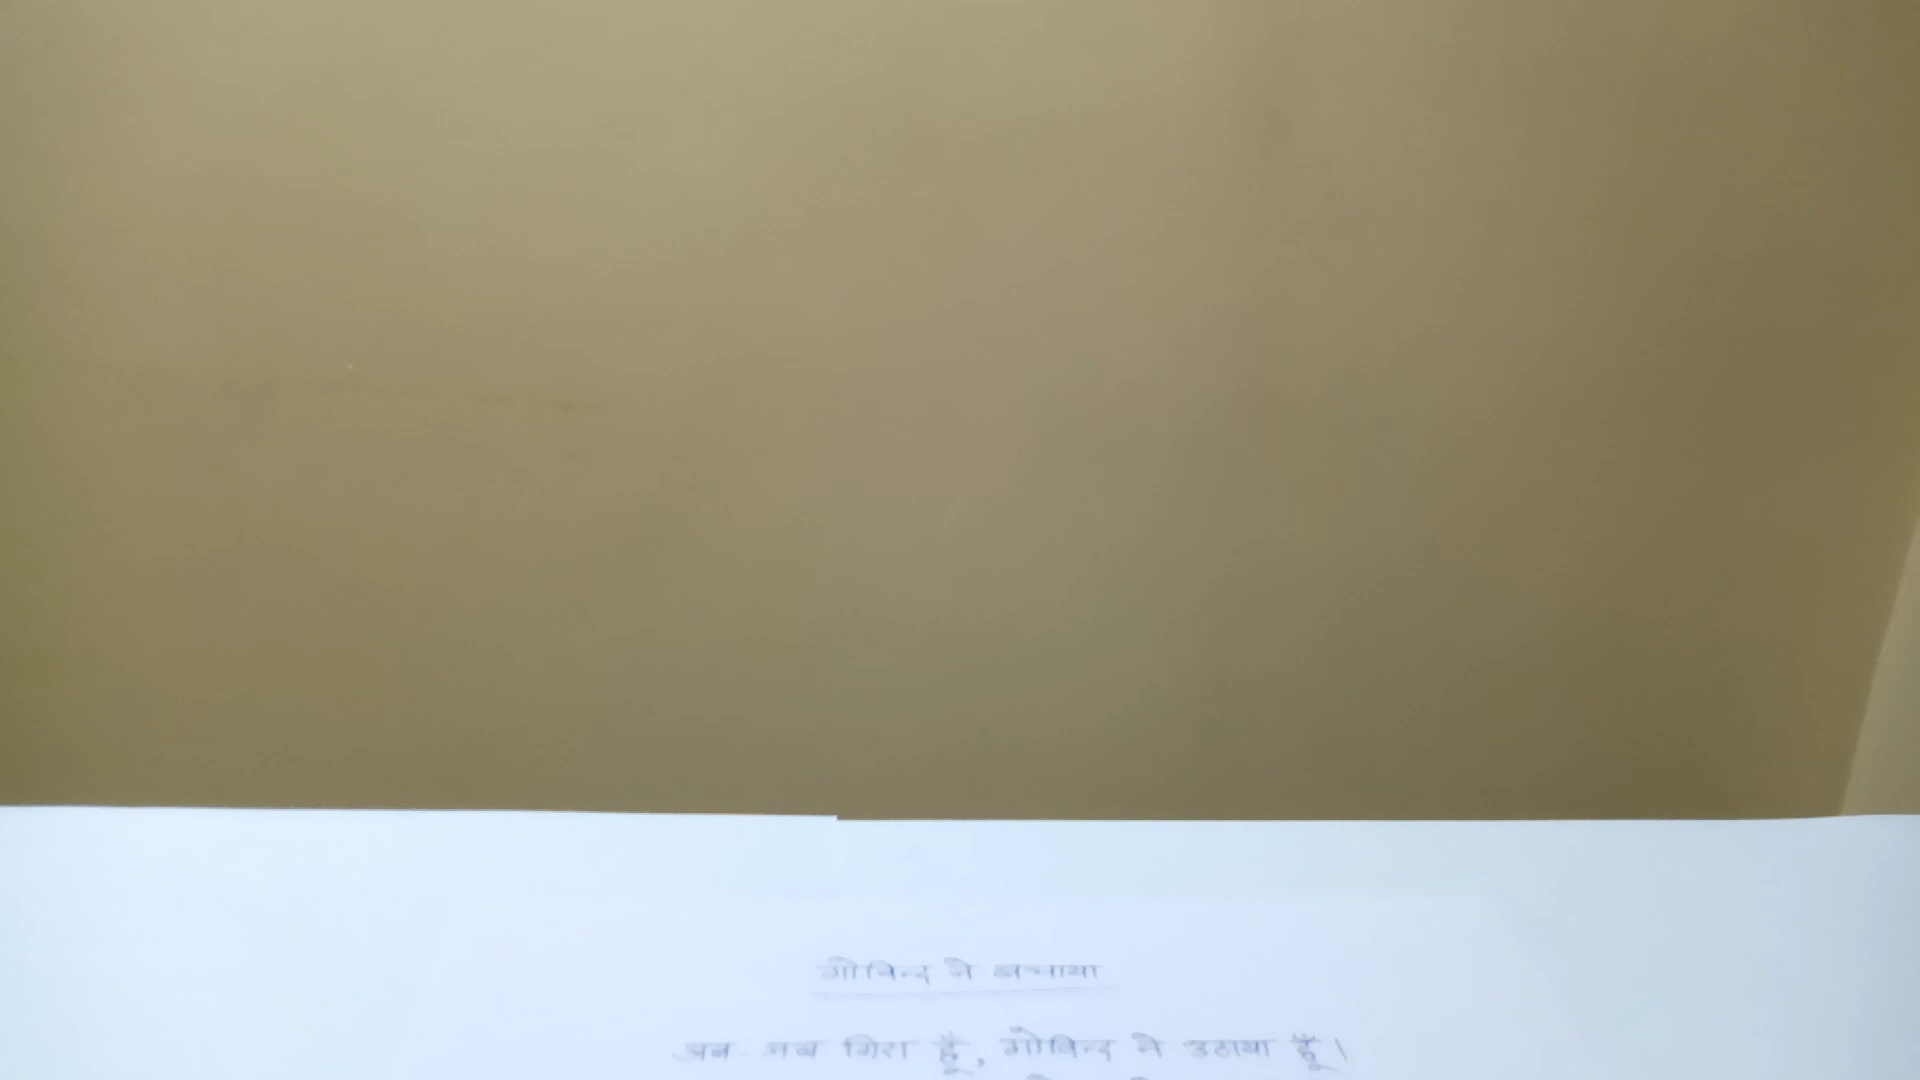 गोविन्द ने बचाया
जब-जब गिरा हूँ, गोविन्द ने उठाया हूँ।